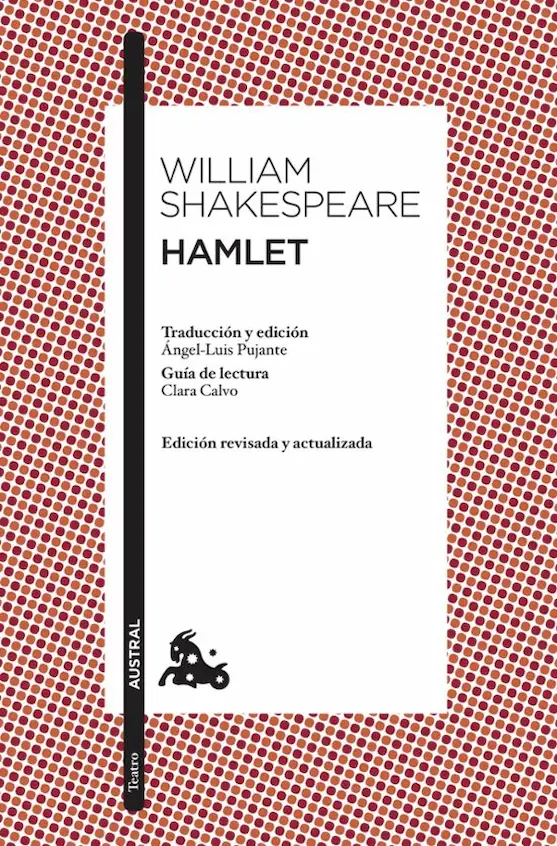 WILLIAM
SHAKESPEARE
HAMLET
Traducción y edición
Ángel-Luis Pujante
Guía de lectura
Clara Calvo
Edición revisada y actualizada
AUSTRAL
Teatro